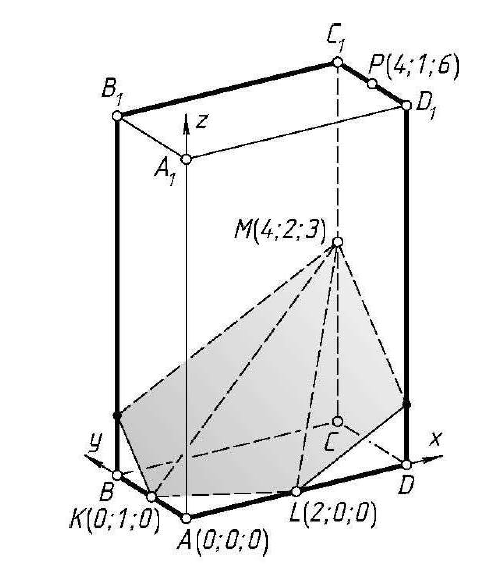 C₁
P(4;1;6)
B₁
D₁
z
A₁
M(4;2;3)
y
C
x
B
D
K(0;1;0)
L(2;0;0)
A(0;0;0)